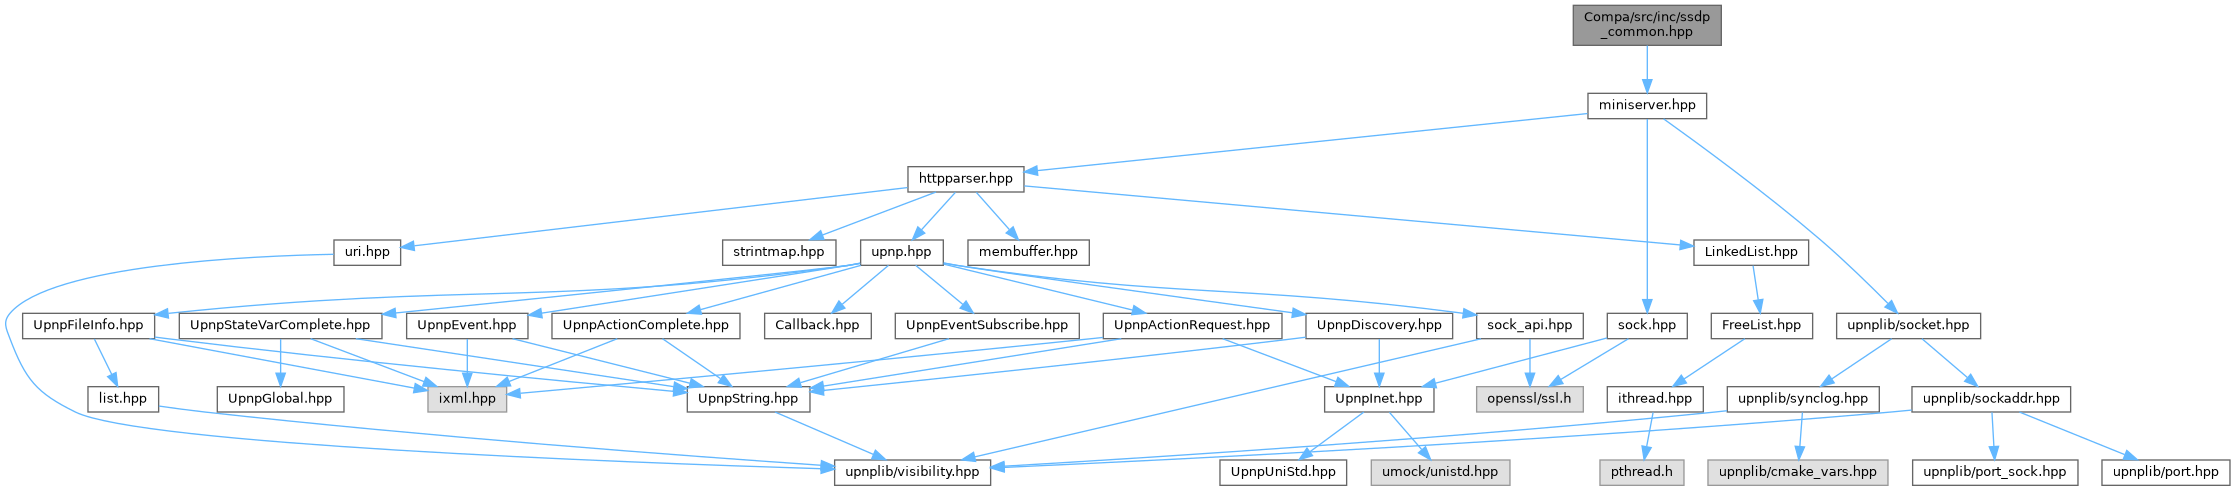 Compa/src/inc/ssdp
_common.hpp
miniserver.hpp
httpparser.hpp
uri.hpp
strintmap.hpp
upnp.hpp
membuffer.hpp
LinkedList.hpp
UpnpFileInfo.hpp
UpnpStateVarComplete.hpp
UpnpEvent.hpp
UpnpActionComplete.hpp
Callback.hpp
UpnpEventSubscribe.hpp
UpnpActionRequest.hpp
UpnpDiscovery.hpp
sock_api.hpp
sock.hpp
FreeList.hpp
upnplib/socket.hpp
list.hpp
UpnpGlobal.hpp
ixml.hpp
UpnpString.hpp
UpnpInet.hpp
openssl/ssl.h
ithread.hpp
upnplib/synclog.hpp
upnplib/sockaddr.hpp
upnplib/visibility.hpp
UpnpUniStd.hpp
umock/unistd.hpp
pthread.h
upnplib/cmake_vars.hpp
upnplib/port_sock.hpp
upnplib/port.hpp